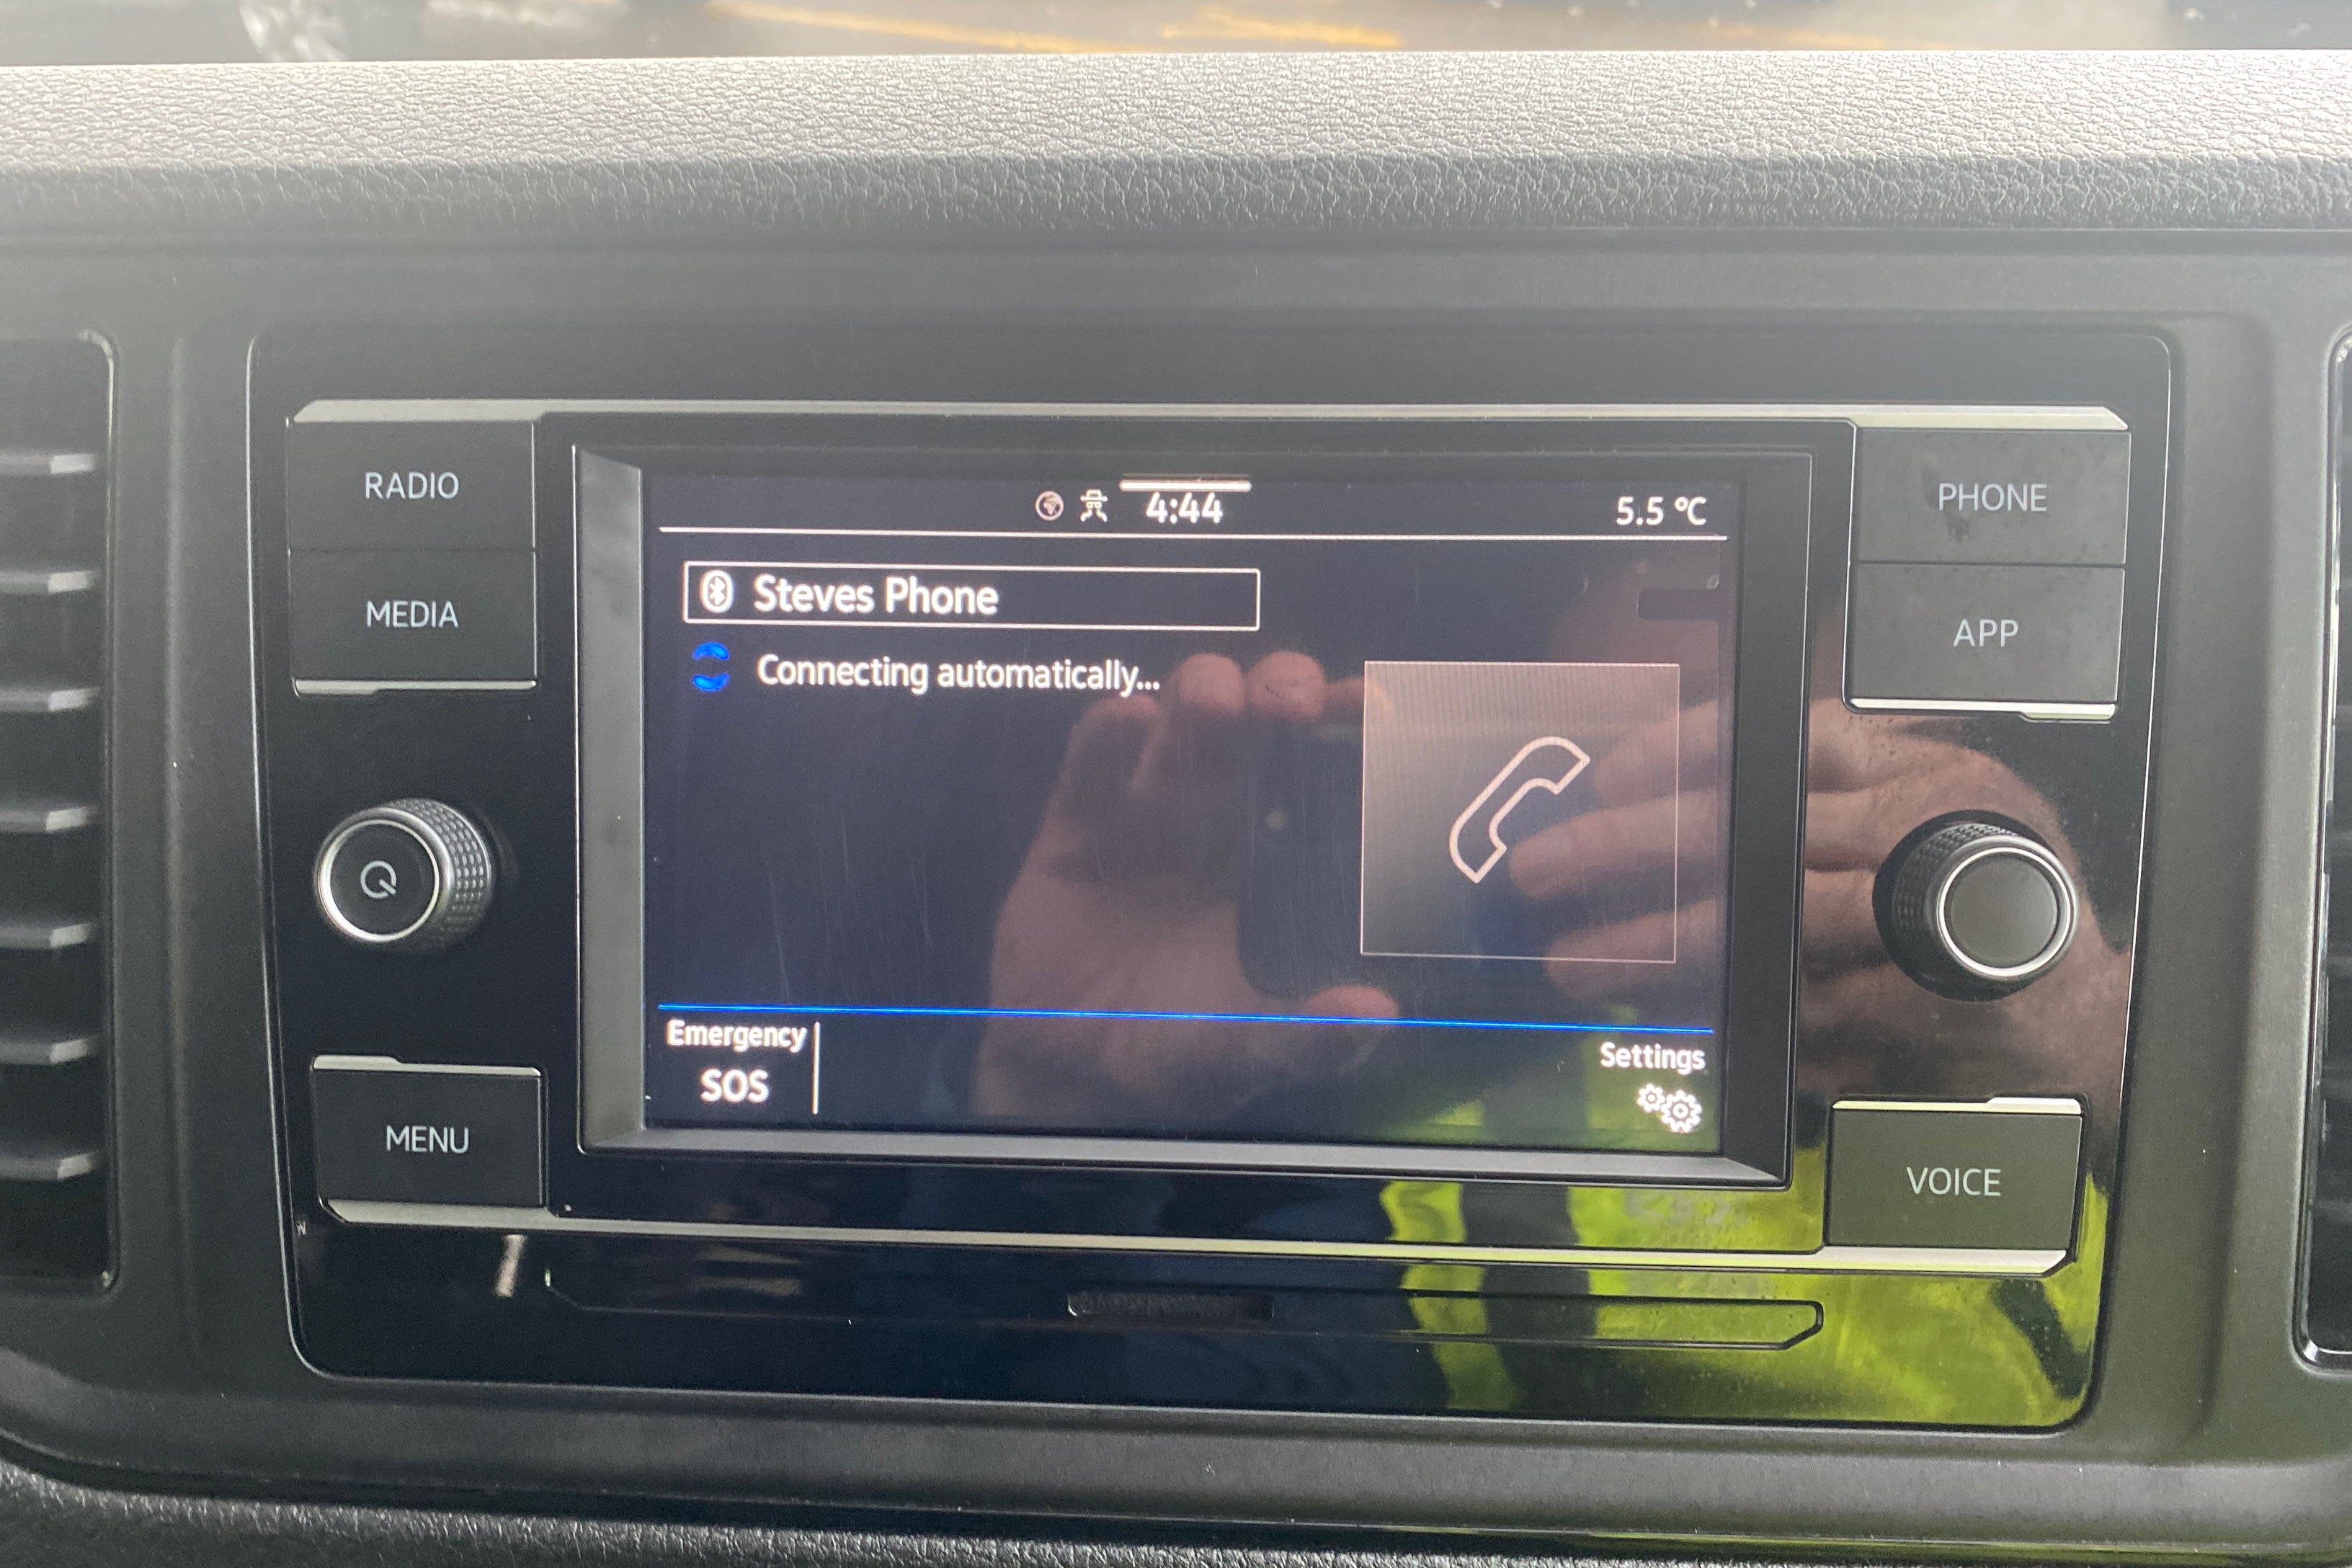 RADIO
MEDIA
MENU
4:44
5.5 °C
Steves Phone
Connecting automatically...
Emergency
SOS
Settings
PHONE
APP
VOICE